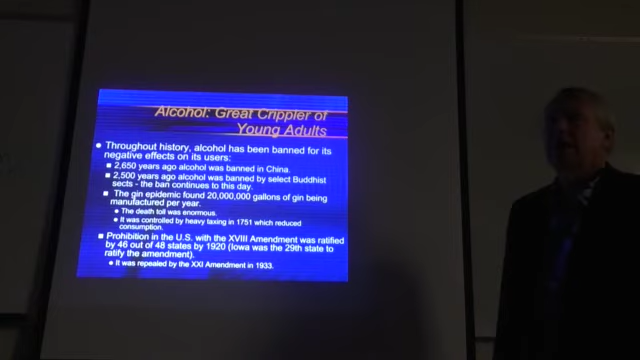 Alcohol: Great Crippler of
Young Adults
Throughout history, alcohol has been banned for its
negative effects on its users:
2,650 years ago alcohol was banned in China.
2,500 years ago alcohol was banned by select Buddhist
sects - the ban continues to this day.
The gin epidemic found 20,000,000 gallons of gin being
manufactured per year.
The death toll was enormous.
It was controlled by heavy taxing in 1751 which reduced
consumption.
Prohibition in the U.S. with the XVIII Amendment was ratified
by 46 out of 48 states by 1920 (Iowa was the 29th state to
ratify the amendment).
It was repealed by the XXI Amendment in 1933.